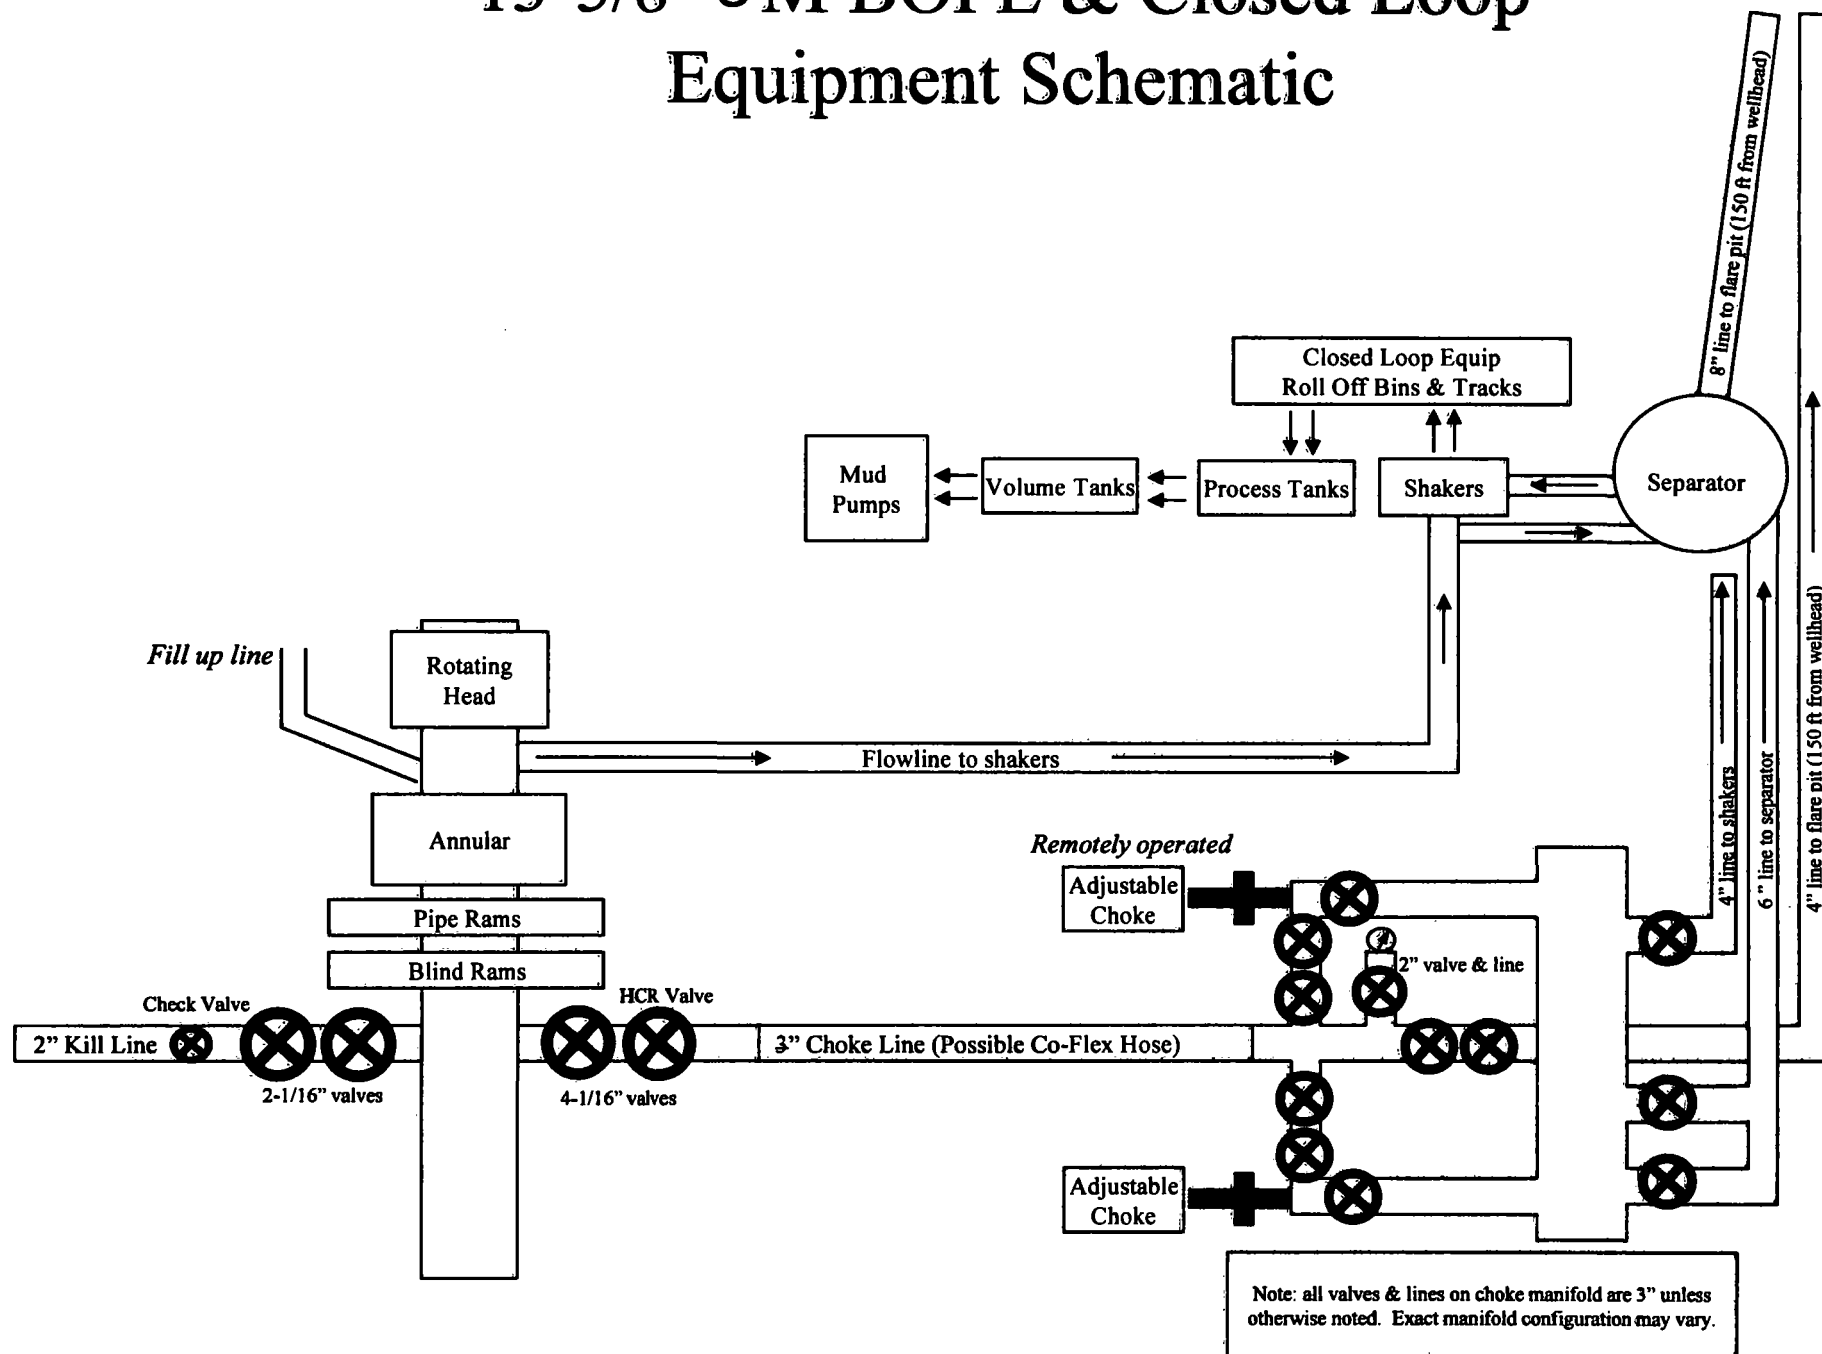 BOPE & Closed Loop
Equipment Schematic
8” line to flare pit (150 ft from wellhead)
Closed Loop Equip
Roll Off Bins & Tracks
Mud
Pumps
Volume Tanks
Process Tanks
Shakers
Separator
Fill up line
Rotating
Head
Flowline to shakers
Annular
Pipe Rams
Blind Rams
Check Valve
HCR Valve
2” Kill Line
3” Choke Line (Possible Co-Flex Hose)
2-1/16” valves
4-1/16” valves
Remotely operated
Adjustable
Choke
2” valve & line
Adjustable
Choke
4” line to shakers
6” line to separator
4” line to flare pit (150 ft from wellhead)
Note: all valves & lines on choke manifold are 3” unless
otherwise noted. Exact manifold configuration may vary.